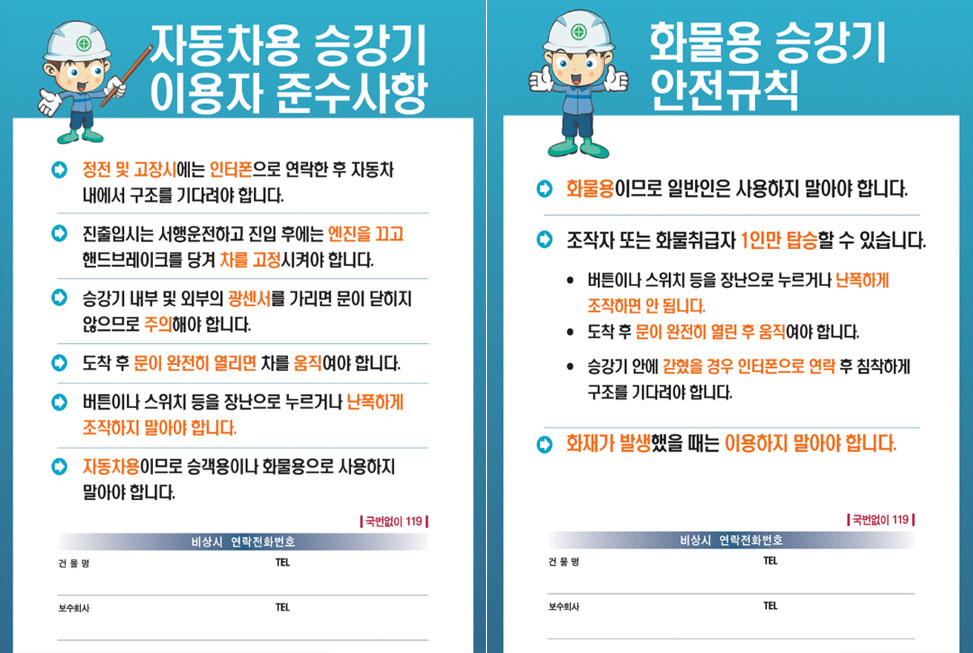 자동차용 승강기
이용자 준수사항
정전 및 고장시에는 인터폰으로 연락한 후 자동차
내에서 구조를 기다려야 합니다.
진출입시는 서행운전하고 진입 후에는 엔진을 끄고
핸드브레이크를 당겨 차를 고정시켜야 합니다.
승강기 내부 및 외부의 광센서를 가리면 문이 닫히지
않으므로 주의해야 합니다.
도착 후 문이 완전히 열리면 차를 움직여야 합니다.
버튼이나 스위치 등을 장난으로 누르거나 난폭하게
조작하지 말아야 합니다.
자동차용이므로 승객용이나 화물용으로 사용하지
말아야 합니다.
국번없이 119
비상시 연락전화번호
건물명 TEL
보수회사 TEL
화물용 승강기
안전규칙
화물용이므로 일반인은 사용하지 말아야 합니다.
조작자 또는 화물취급자 1인만 탑승할 수 있습니다.
• 버튼이나 스위치 등을 장난으로 누르거나 난폭하게
조작하면 안 됩니다.
• 도착 후 문이 완전히 열린 후 움직여야 합니다.
• 승강기 안에 갇혔을 경우 인터폰으로 연락 후 침착하게
구조를 기다려야 합니다.
화재가 발생했을 때는 이용하지 말아야 합니다.
국번없이 119
비상시 연락전화번호
건물명 TEL
보수회사 TEL